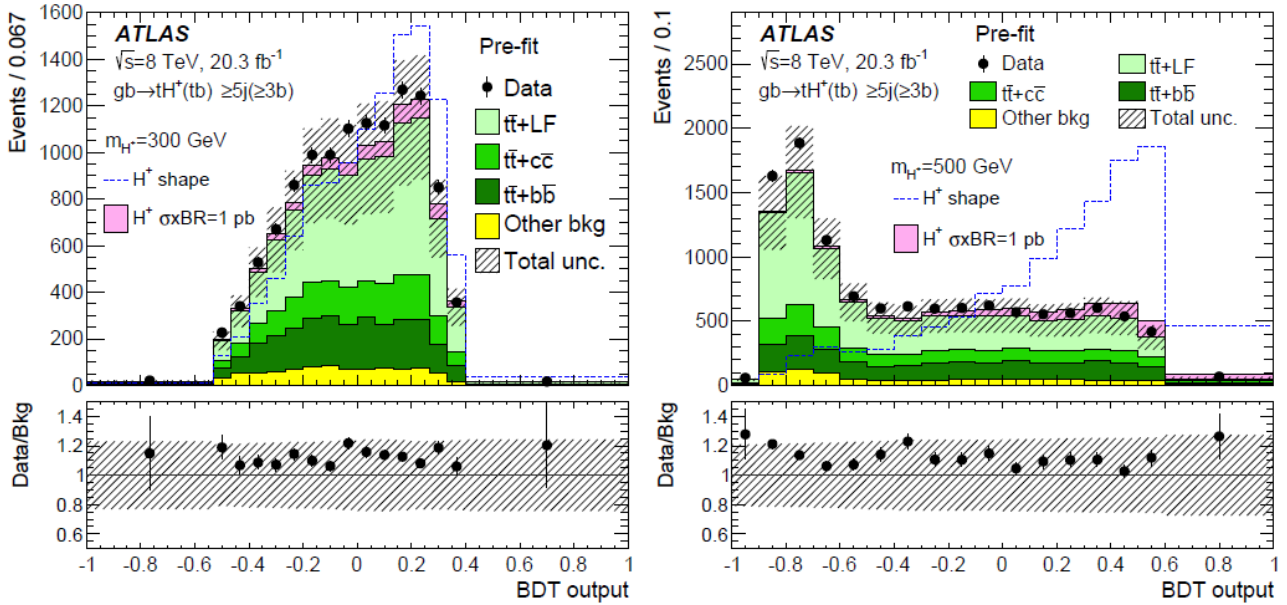 Events / 0.067
1600
1400
1200
1000
800
600
400
200
0
ATLAS
√s=8 TeV, 20.3 fb⁻¹
gb→tH⁺(tb) ≥5j(≥3b)
m_H⁺=300 GeV
H⁺ shape
H⁺ σxBR=1 pb
Pre-fit
Data
tt̄+LF
tt̄+cc̄
tt̄+bb̄
Other bkg
Total unc.
Data/Bkg
1.4
1.2
1
0.8
0.6
-1 -0.8 -0.6 -0.4 -0.2 0 0.2 0.4 0.6 0.8 1
BDT output
Events / 0.1
2500
2000
1500
1000
500
0
ATLAS
√s=8 TeV, 20.3 fb⁻¹
gb→tH⁺(tb) ≥5j(≥3b)
Pre-fit
Data tt̄+LF
tt̄+cc̄ tt̄+bb̄
Other bkg Total unc.
m_H⁺=500 GeV
H⁺ shape
H⁺ σxBR=1 pb
Data/Bkg
1.4
1.2
1
0.8
0.6
-1 -0.8 -0.6 -0.4 -0.2 0 0.2 0.4 0.6 0.8 1
BDT output